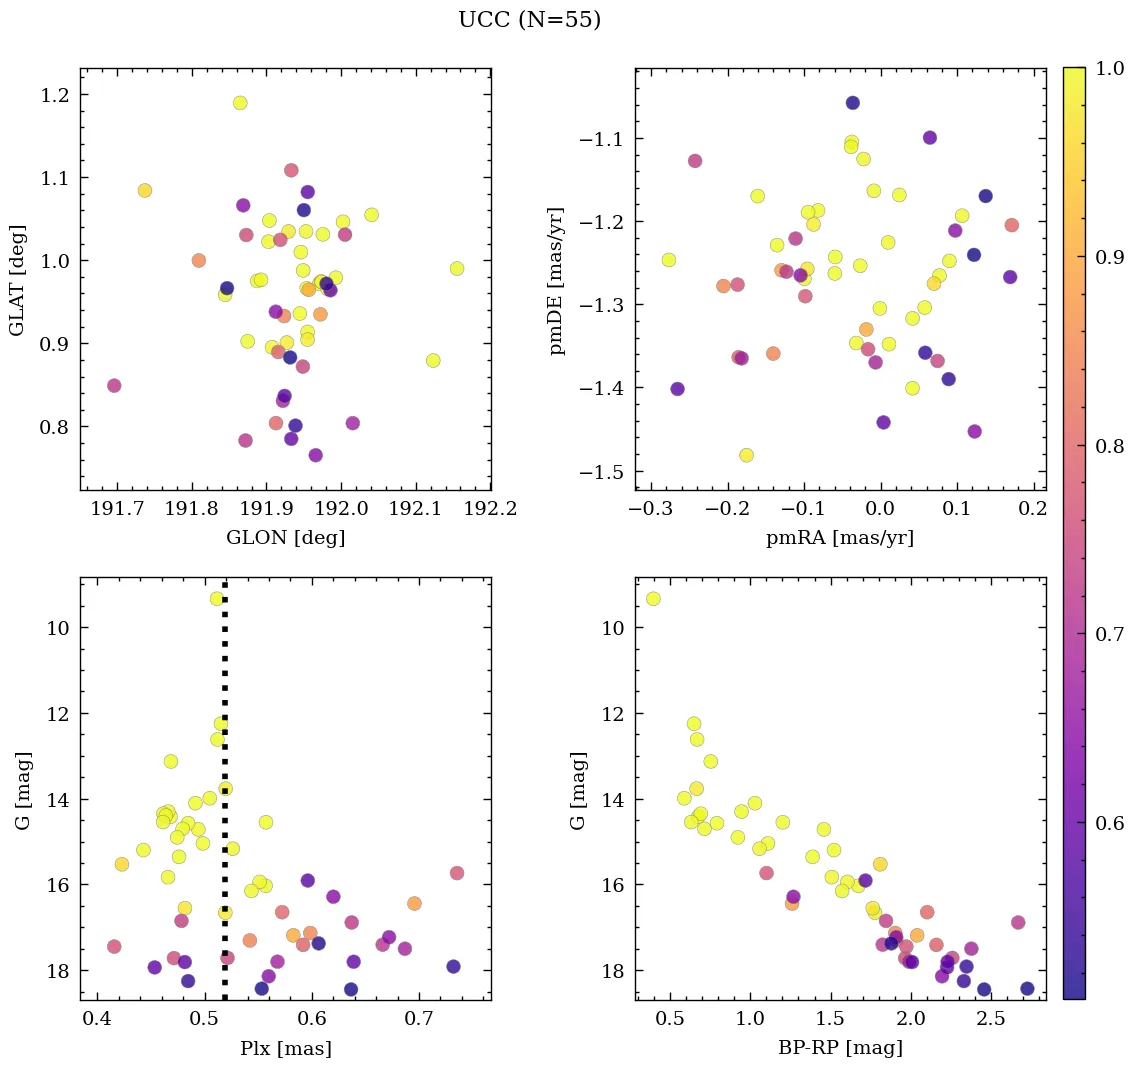 UCC (N=55)
1.2
1.1
1.0
0.9
0.8
GLAT [deg]
191.7 191.8 191.9 192.0 192.1 192.2
GLON [deg]
−1.1
−1.2
−1.3
−1.4
−1.5
pmDE [mas/yr]
−0.3 −0.2 −0.1 0.0 0.1 0.2
pmRA [mas/yr]
10
12
14
16
18
G [mag]
0.4 0.5 0.6 0.7
Plx [mas]
10
12
14
16
18
G [mag]
0.5 1.0 1.5 2.0 2.5
BP-RP [mag]
1.0
0.9
0.8
0.7
0.6